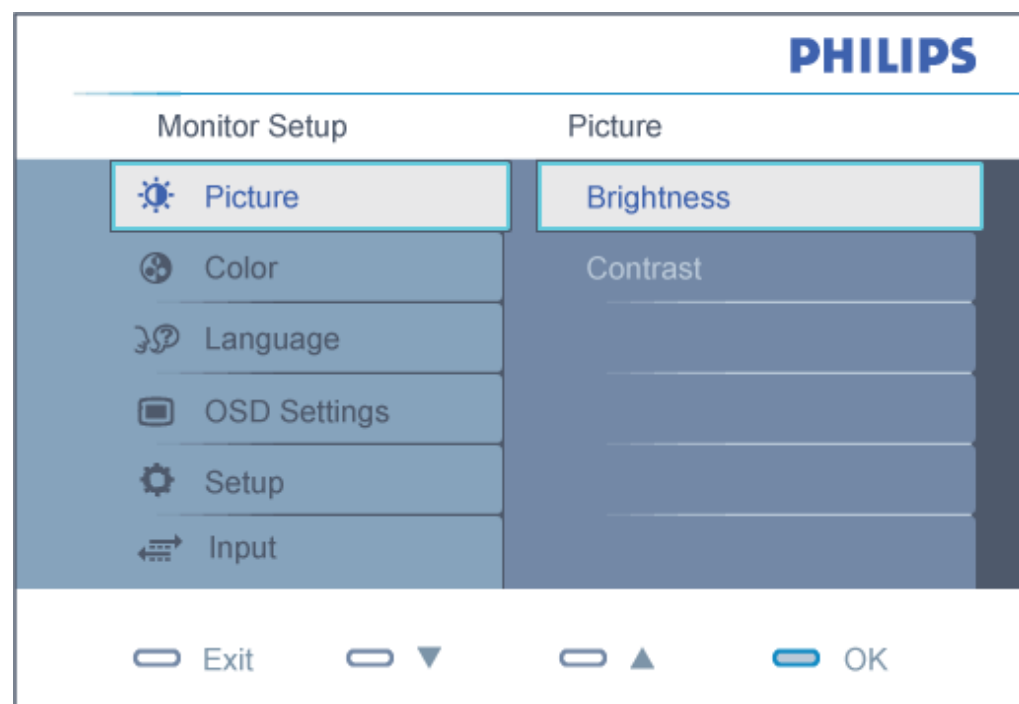 PHILIPS
Monitor Setup Picture
Picture Brightness
Color Contrast
Language
OSD Settings
Setup
Input
Exit ▼ ▲ OK